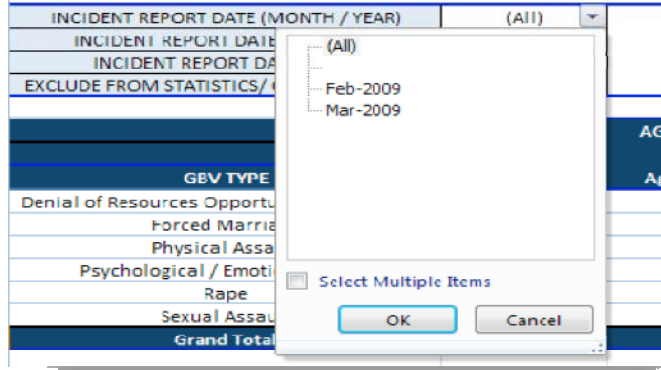 INCIDENT REPORT DATE (MONTH / YEAR) (All)
INCIDENT REPORT DATE
INCIDENT REPORT DA
EXCLUDE FROM STATISTICS/
(All)
Feb-2009
Mar-2009
Select Multiple Items
OK Cancel
AG
GBV TYPE
Ag
Denial of Resources Opportu
Forced Marria
Physical Assa
Psychological / Emoti
Rape
Sexual Assau
Grand Total